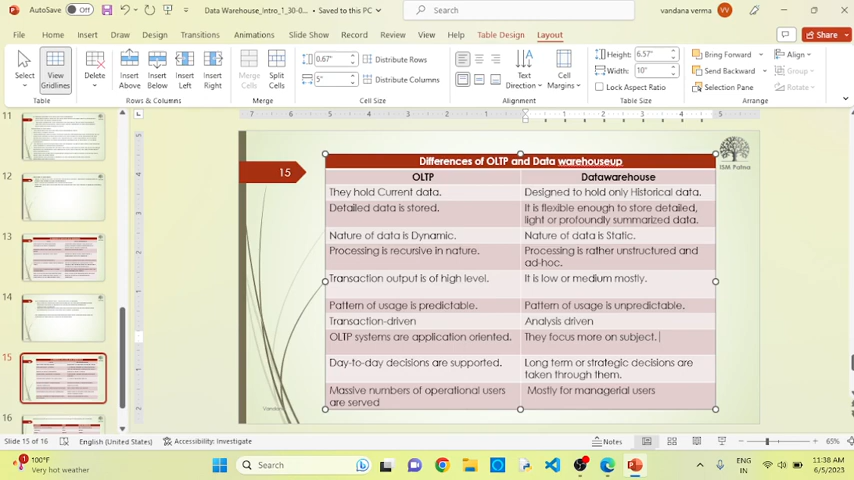 AutoSave Off Data Warehouse_Intro_1_30-0... • Saved to this PC Search vandana verma VV
File Home Insert Draw Design Transitions Animations Slide Show Record Review View Help Table Design Layout Share
Select View Gridlines Delete Insert Above Insert Below Insert Left Insert Right Merge Cells Split Cells 0.67" Distribute Rows 5" Distribute Columns Text Direction Cell Margins Height: 6.57" Width: 10" Lock Aspect Ratio Bring Forward Send Backward Selection Pane Align Group Rotate
Table Rows & Columns Merge Cell Size Alignment Table Size Arrange
11
12
13
14
15
16
15
ISM Patna
Differences of OLTP and Data warehouseup
OLTP Datawarehouse
They hold Current data. Designed to hold only Historical data.
Detailed data is stored. It is flexible enough to store detailed,
light or profoundly summarized data.
Nature of data is Dynamic. Nature of data is Static.
Processing is recursive in nature. Processing is rather unstructured and
ad-hoc.
Transaction output is of high level. It is low or medium mostly.
Pattern of usage is predictable. Pattern of usage is unpredictable.
Transaction-driven Analysis driven
OLTP systems are application oriented. They focus more on subject.
Day-to-day decisions are supported. Long term or strategic decisions are
taken through them.
Massive numbers of operational users Mostly for managerial users
are served
Slide 15 of 16 English (United States) Accessibility: Investigate Notes 65%
100°F
Very hot weather
Search
ENG
IN
11:38 AM
6/5/2023